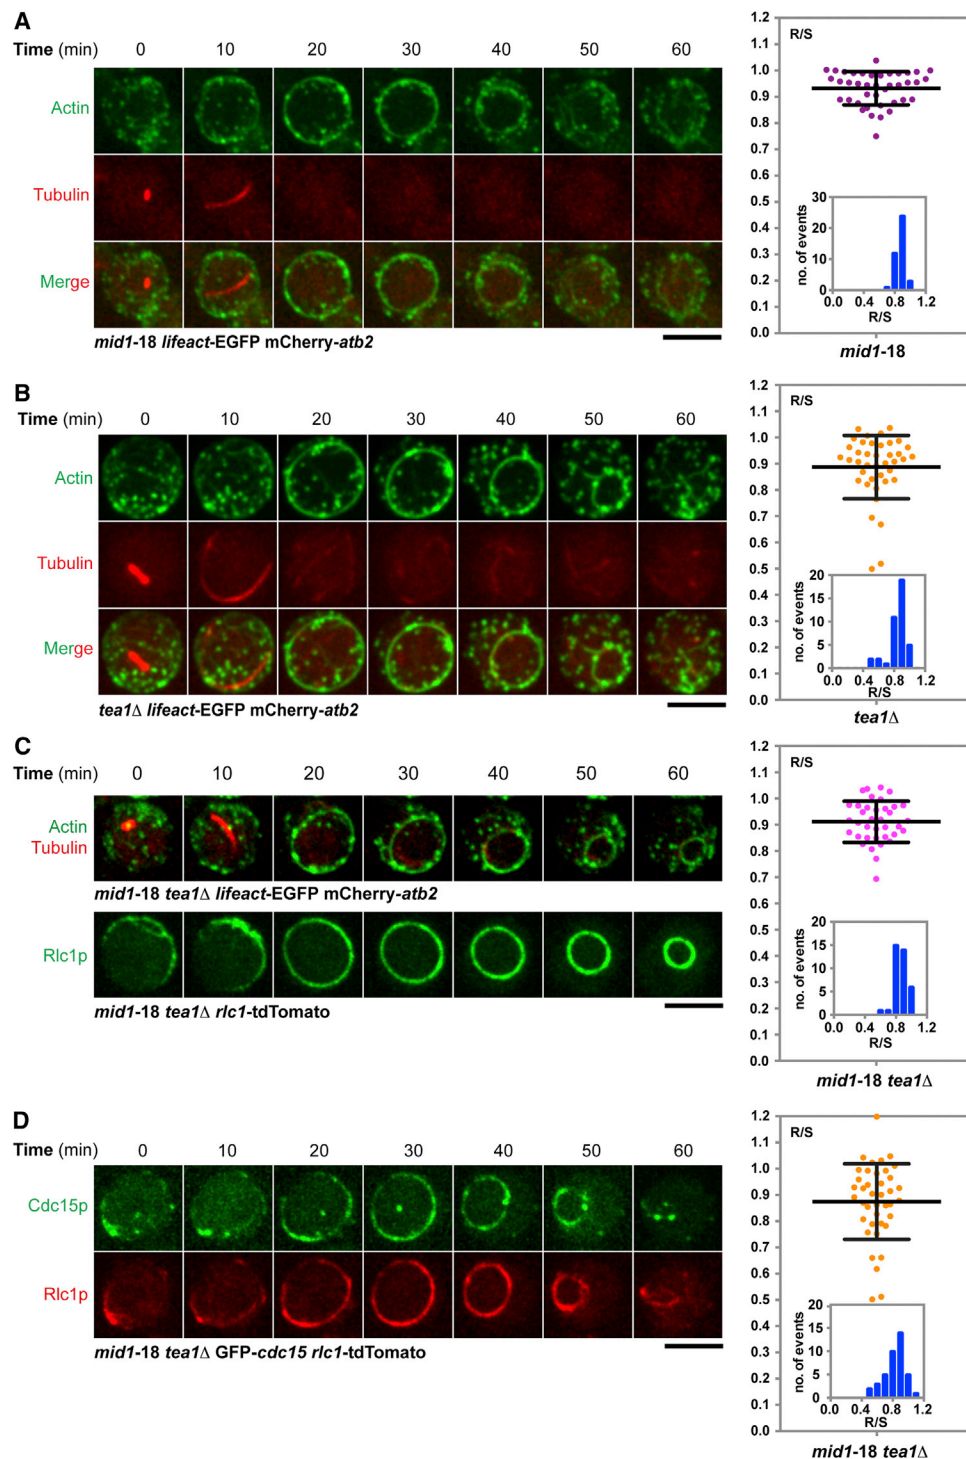 A
Time (min) 0 10 20 30 40 50 60
Actin
Tubulin
Merge
mid1-18 lifeact-EGFP mCherry-atb2
1.2
1.1
1.0
0.9
0.8
0.7
0.6
0.5
0.4
0.3
0.2
0.1
0.0
R/S
no. of events
30
20
10
0
0.0 0.4 0.8 1.2
R/S
mid1-18
B
Time (min) 0 10 20 30 40 50 60
Actin
Tubulin
Merge
tea1Δ lifeact-EGFP mCherry-atb2
1.2
1.1
1.0
0.9
0.8
0.7
0.6
0.5
0.4
0.3
0.2
0.1
0.0
R/S
no. of events
20
15
10
5
0
0.0 0.4 0.8 1.2
R/S
tea1Δ
C
Time (min) 0 10 20 30 40 50 60
Actin
Tubulin
mid1-18 tea1Δ lifeact-EGFP mCherry-atb2
Rlc1p
mid1-18 tea1Δ rlc1-tdTomato
1.2
1.1
1.0
0.9
0.8
0.7
0.6
0.5
0.4
0.3
0.2
0.1
0.0
R/S
no. of events
20
15
10
5
0
0.0 0.4 0.8 1.2
R/S
mid1-18 tea1Δ
D
Time (min) 0 10 20 30 40 50 60
Cdc15p
Rlc1p
mid1-18 tea1Δ GFP-cdc15 rlc1-tdTomato
1.2
1.1
1.0
0.9
0.8
0.7
0.6
0.5
0.4
0.3
0.2
0.1
0.0
R/S
no. of events
20
15
10
5
0
0.0 0.4 0.8 1.2
R/S
mid1-18 tea1Δ